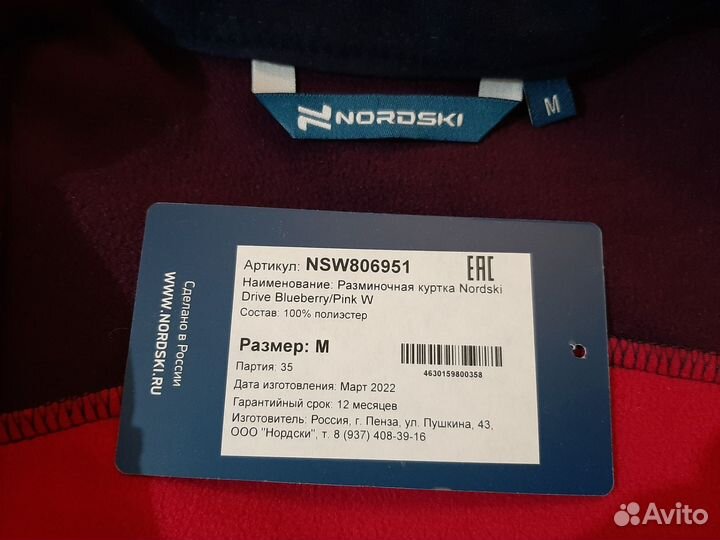 NORDSKI
M
Сделано в России
WWW.NORDSKI.RU
Артикул: NSW806951
EAC
Наименование: Разминочная куртка Nordski
Drive Blueberry/Pink W
Состав: 100% полиэстер
Размер: M
Партия: 35
4630159800358
Дата изготовления: Март 2022
Гарантийный срок: 12 месяцев
Изготовитель: Россия, г. Пенза, ул. Пушкина, 43,
ООО "Нордски", т. 8 (937) 408-39-16
Avito